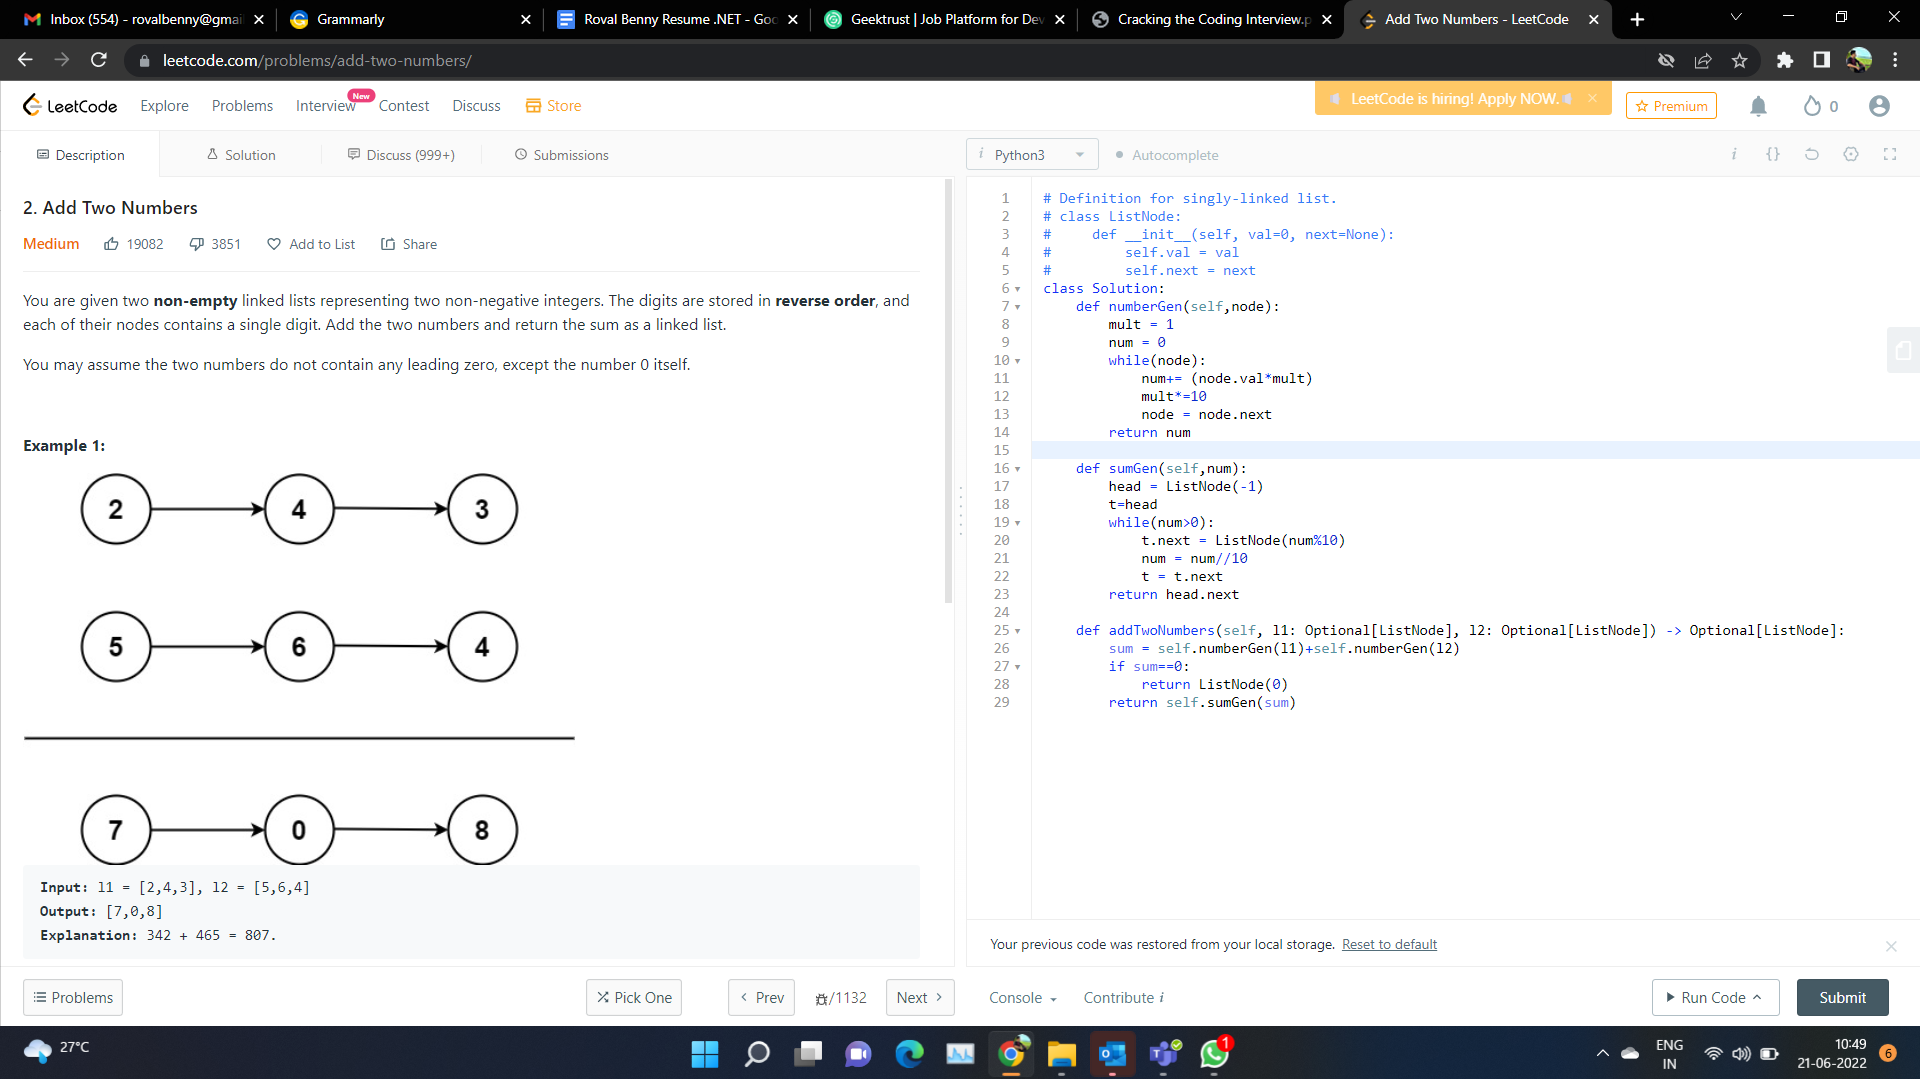 Inbox (554) - rovalbenny@gmai
Grammarly
Roval Benny Resume .NET - Goo
Geektrust | Job Platform for Dev
Cracking the Coding Interview.p
Add Two Numbers - LeetCode
leetcode.com/problems/add-two-numbers/
LeetCode
Explore
Problems
Interview
New
Contest
Discuss
Store
LeetCode is hiring! Apply NOW.
Premium
0
Description
Solution
Discuss (999+)
Submissions
i Python3
Autocomplete
i {}
2. Add Two Numbers
Medium 19082 3851 Add to List Share
You are given two non-empty linked lists representing two non-negative integers. The digits are stored in reverse order, and
each of their nodes contains a single digit. Add the two numbers and return the sum as a linked list.
You may assume the two numbers do not contain any leading zero, except the number 0 itself.
Example 1:
2 4 3
5 6 4
7 0 8
Input: l1 = [2,4,3], l2 = [5,6,4]
Output: [7,0,8]
Explanation: 342 + 465 = 807.
1 # Definition for singly-linked list.
2 # class ListNode:
3 #     def __init__(self, val=0, next=None):
4 #         self.val = val
5 #         self.next = next
6 class Solution:
7     def numberGen(self,node):
8         mult = 1
9         num = 0
10         while(node):
11             num+= (node.val*mult)
12             mult*=10
13             node = node.next
14         return num
15
16     def sumGen(self,num):
17         head = ListNode(-1)
18         t=head
19         while(num>0):
20             t.next = ListNode(num%10)
21             num = num//10
22             t = t.next
23         return head.next
24
25     def addTwoNumbers(self, l1: Optional[ListNode], l2: Optional[ListNode]) -> Optional[ListNode]:
26         sum = self.numberGen(l1)+self.numberGen(l2)
27         if sum==0:
28             return ListNode(0)
29         return self.sumGen(sum)
Your previous code was restored from your local storage. Reset to default
Problems
Pick One
Prev
/1132
Next
Console
Contribute i
Run Code
Submit
27°C
1
ENG
IN
10:49
21-06-2022
6